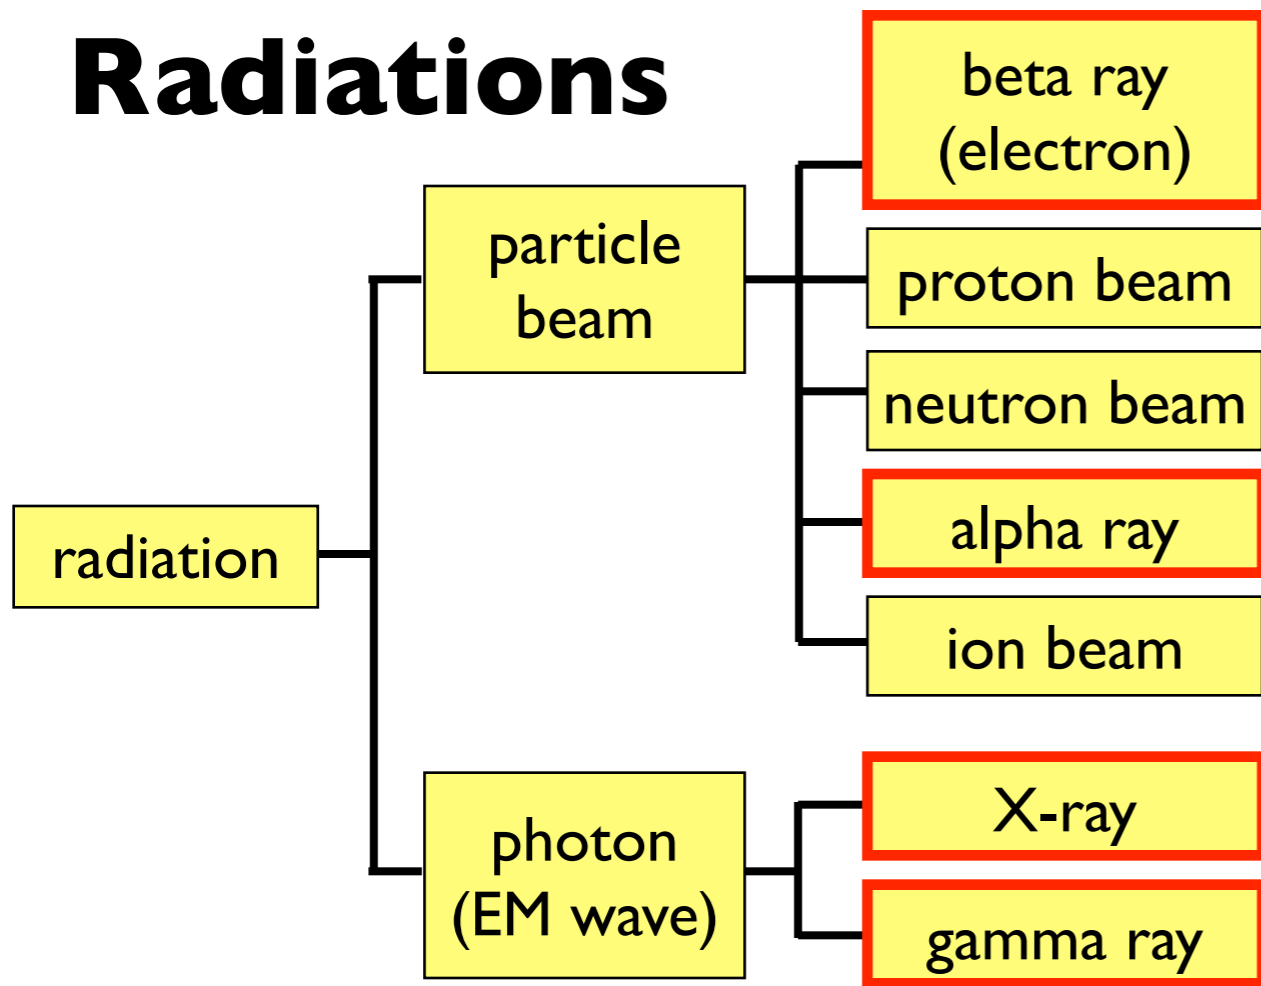 Radiations
beta ray
(electron)
particle
beam
proton beam
neutron beam
alpha ray
radiation
ion beam
X-ray
photon
(EM wave)
gamma ray